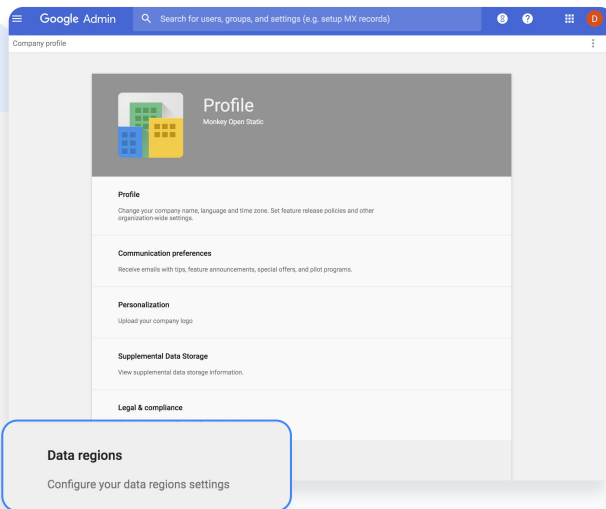 Google Admin
Search for users, groups, and settings (e.g. setup MX records)
8
?
D
Company profile
Profile
Monkey Open Static
Profile
Change your company name, language and time zone. Set feature release policies and other
organization-wide settings.
Communication preferences
Receive emails with tips, feature announcements, special offers, and pilot programs.
Personalization
Upload your company logo
Supplemental Data Storage
View supplemental data storage information.
Legal & compliance
Data regions
Configure your data regions settings